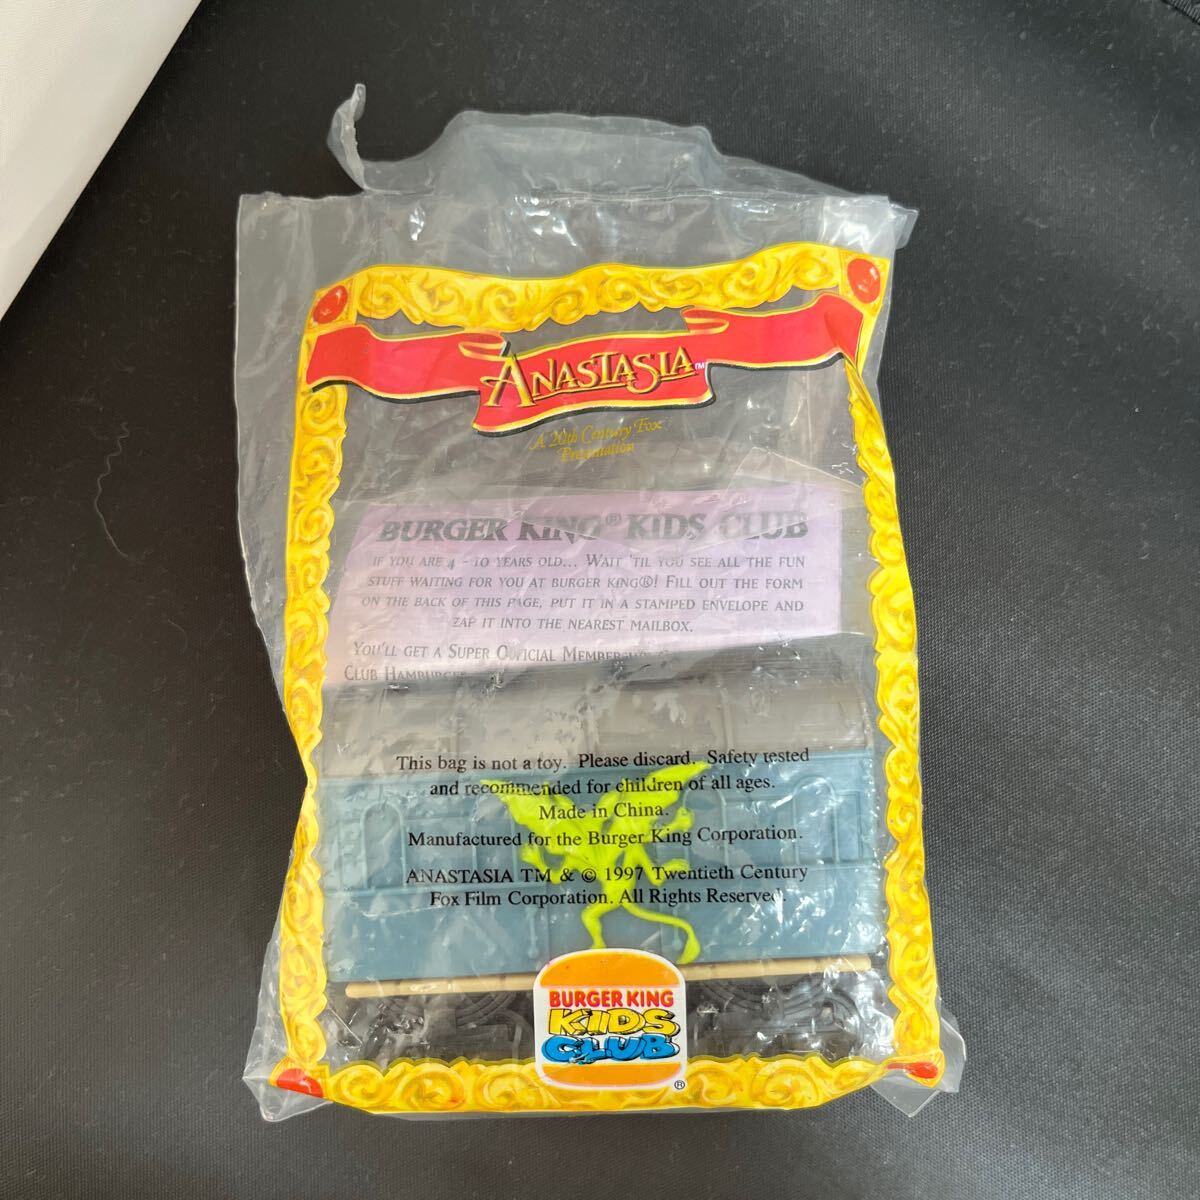 ANASTASIA™
A 20th Century Fox
Presentation
BURGER KING® KIDS CLUB
IF YOU ARE 4 - 10 YEARS OLD... WAIT 'TIL YOU SEE ALL THE FUN
STUFF WAITING FOR YOU AT BURGER KING®! FILL OUT THE FORM
ON THE BACK OF THIS PAGE, PUT IT IN A STAMPED ENVELOPE AND
ZAP IT INTO THE NEAREST MAILBOX.
YOU'LL GET A SUPER OFFICIAL MEMBERSHIP
CLUB HAMBURGER
This bag is not a toy. Please discard. Safety tested
and recommended for children of all ages.
Made in China.
Manufactured for the Burger King Corporation.
ANASTASIA TM & © 1997 Twentieth Century
Fox Film Corporation. All Rights Reserved.
BURGER KING
KIDS
CLUB
®